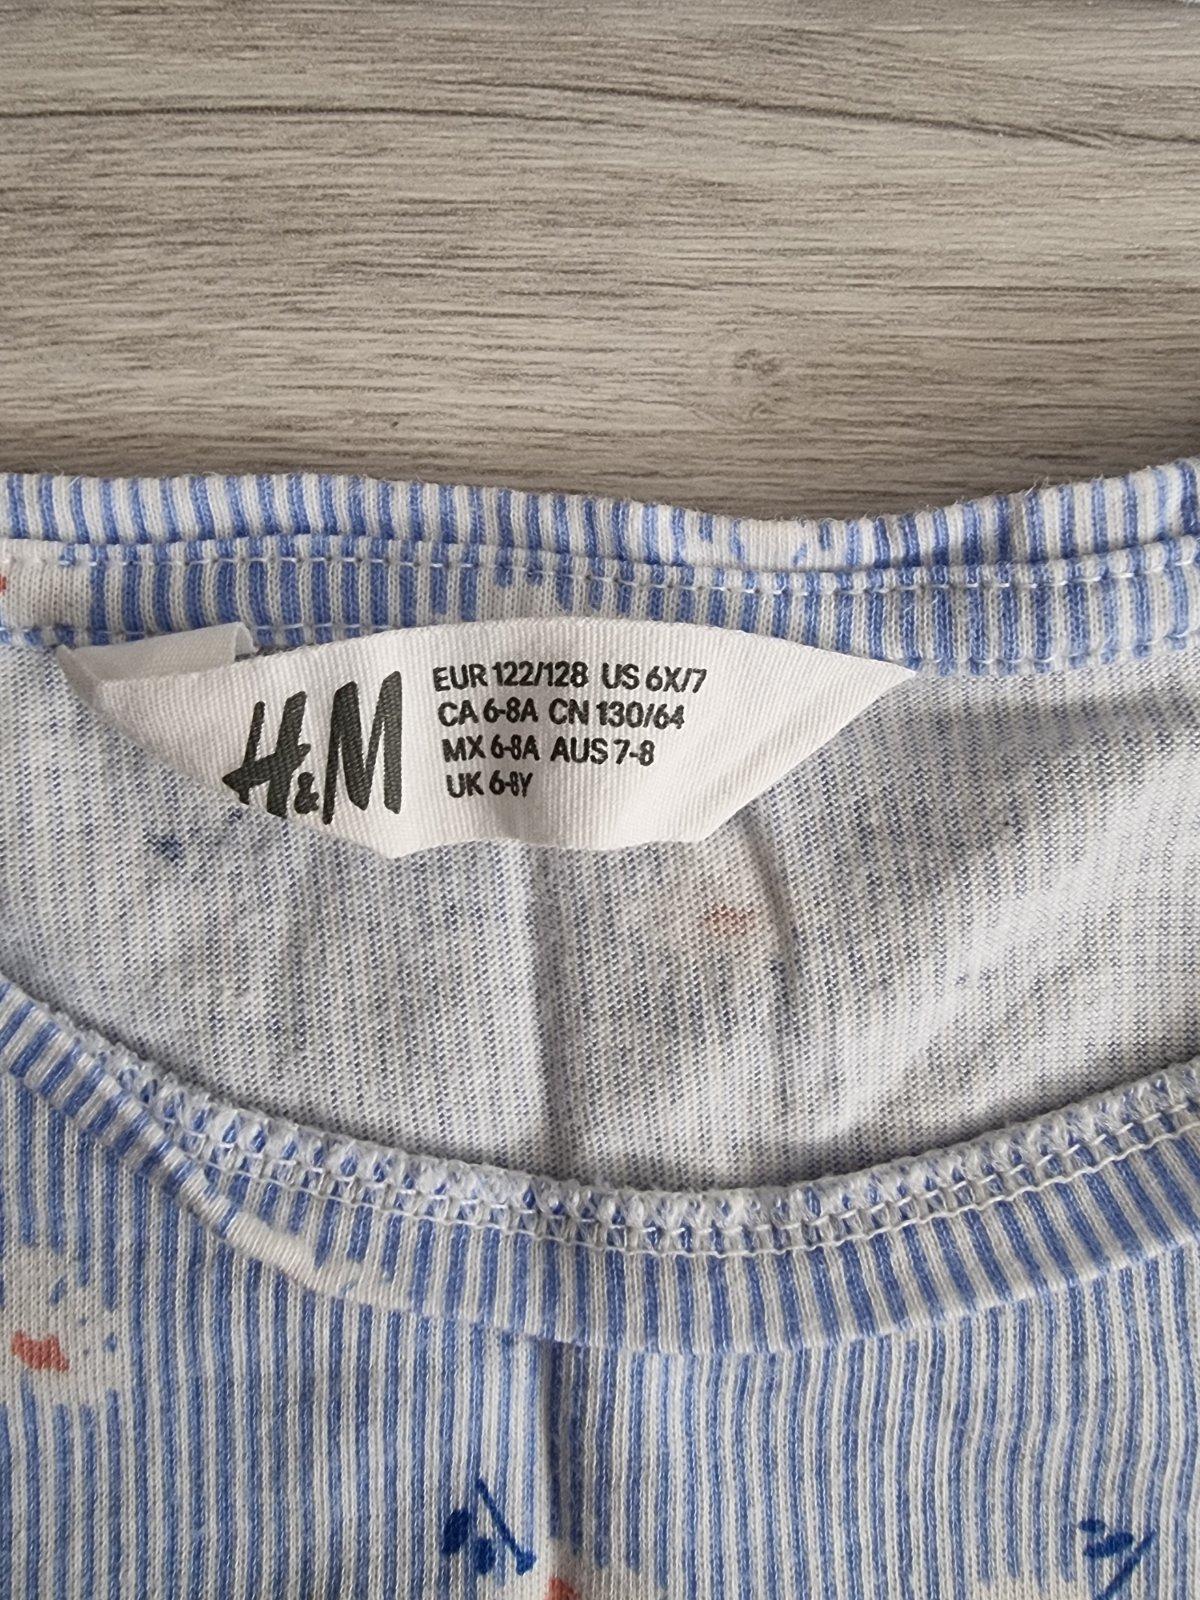 H&M
EUR 122/128 US 6X/7
CA 6-8A CN 130/64
MX 6-8A AUS 7-8
UK 6-8Y